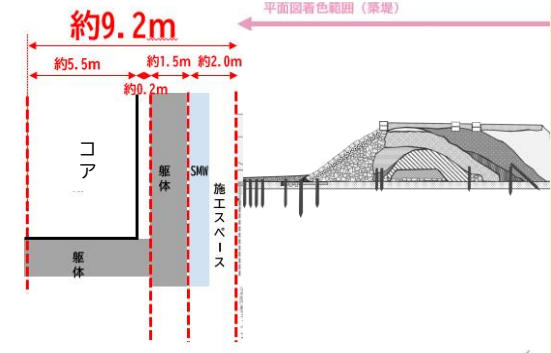 平面図着色範囲（築堤）
約9.2m
約5.5m
約1.5m
約2.0m
約0.2m
コア
躯体
SMW
施工スペース
躯体